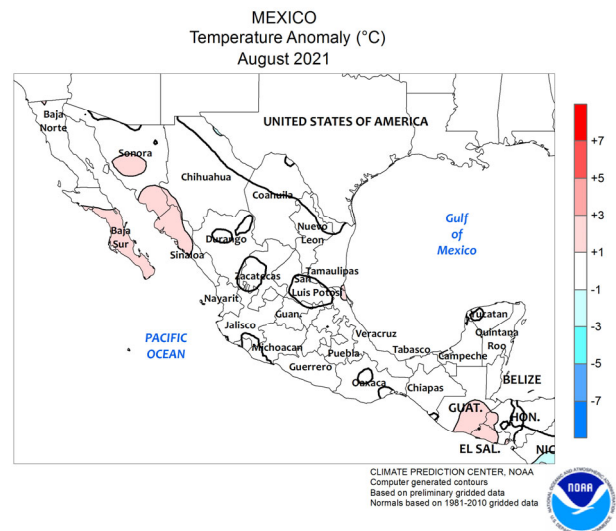 MEXICO
Temperature Anomaly (°C)
August 2021
Baja
Norte
UNITED STATES OF AMERICA
Sonora
Chihuahua
Coahuila
Baja
Sur
Nuevo
Leon
Gulf
of
Mexico
Durango
Sinaloa
Tamaulipas
Zacatecas
San
Luis Potosi
Nayarit
Guan.
Yucatan
Quintana
Roo
Jalisco
Veracruz
PACIFIC
OCEAN
Michoacan
Puebla
Tabasco
Campeche
Guerrero
Oaxaca
Chiapas
BELIZE
GUAT.
HON.
EL SAL.
NIC
+7
+5
+3
+1
-1
-3
-5
-7
CLIMATE PREDICTION CENTER, NOAA
Computer generated contours
Based on preliminary gridded data
Normals based on 1981-2010 gridded data
NOAA